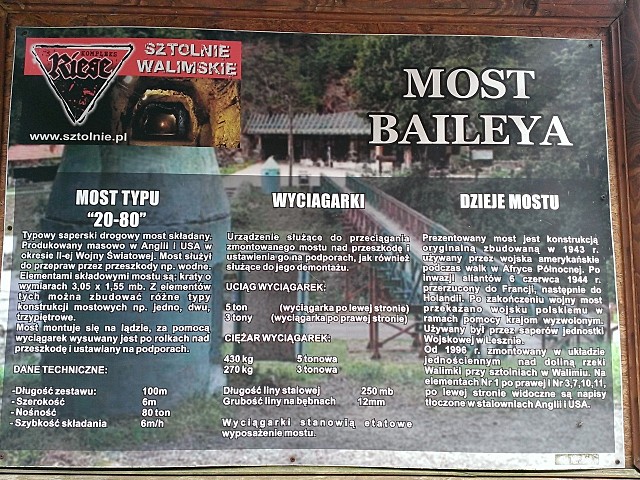 KOMPLEKS
Riese
SZTOLNIE
WALIMSKIE
www.sztolnie.pl
MOST
BAILEYA
MOST TYPU
“20-80”
Typowy saperski drogowy most składany.
Produkowany masowo w Anglii i USA w
okresie II-ej Wojny Światowej. Most służył
do przepraw przez przeszkody np. wodne.
Elementami składowymi mostu są: kraty o
wymiarach 3,05 x 1,55 mb. Z elementów
tych można zbudować różne typy
konstrukcji mostowych np. jedno, dwu,
trzypiętrowe.
Most montuje się na lądzie, za pomocą
wyciągarek wysuwany jest po rolkach nad
przeszkodę i ustawiany na podporach.
DANE TECHNICZNE:
-Długość zestawu: 100m
- Szerokość 6m
- Nośność 80 ton
- Szybkość składania 6m/h
WYCIĄGARKI
Urządzenie służące do przeciągania
zmontowanego mostu nad przeszkodę i
ustawienia go na podporach, jak również
służące do jego demontażu.
UCIĄG WYCIĄGAREK:
5 ton (wyciągarka po lewej stronie)
3 tony (wyciągarka po prawej stronie)
CIĘŻAR WYCIĄGAREK:
430 kg 5 tonowa
270 kg 3 tonowa
Długość liny stalowej 250 mb
Grubość liny na bębnach 12mm
Wyciągarki stanowią etatowe
wyposażenie mostu.
DZIEJE MOSTU
Prezentowany most jest konstrukcją
oryginalną zbudowaną w 1943 r.
używany przez wojska amerykańskie
podczas walk w Afryce Północnej. Po
inwazji aliantów 6 czerwca 1944 r.
przerzucony do Francji, następnie do
Holandii. Po zakończeniu wojny most
przekazano wojsku polskiemu w
ramach pomocy krajom wyzwolonym.
Używany był przez saperów jednostki
Wojskowej w Lesznie.
Od 1996 r. zmontowany w układzie
jednościennym nad doliną rzeki
Walimki przy sztolniach w Walimiu. Na
elementach Nr 1 po prawej i Nr 3,7,10,11,
po lewej stronie widoczne są napisy
tłoczone w stalowniach Anglii i USA.